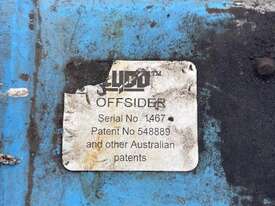 OFFSIDER
Serial No 1467
Patent No 548889
and other Australian
patents